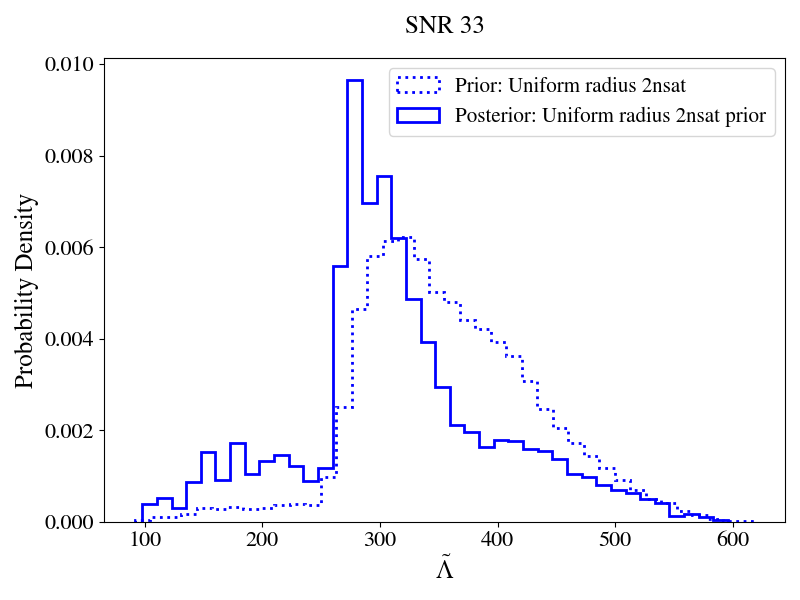 SNR 33
Prior: Uniform radius 2nsat
Posterior: Uniform radius 2nsat prior
Probability Density
0.010
0.008
0.006
0.004
0.002
0.000
100 200 300 400 500 600
Λ̃